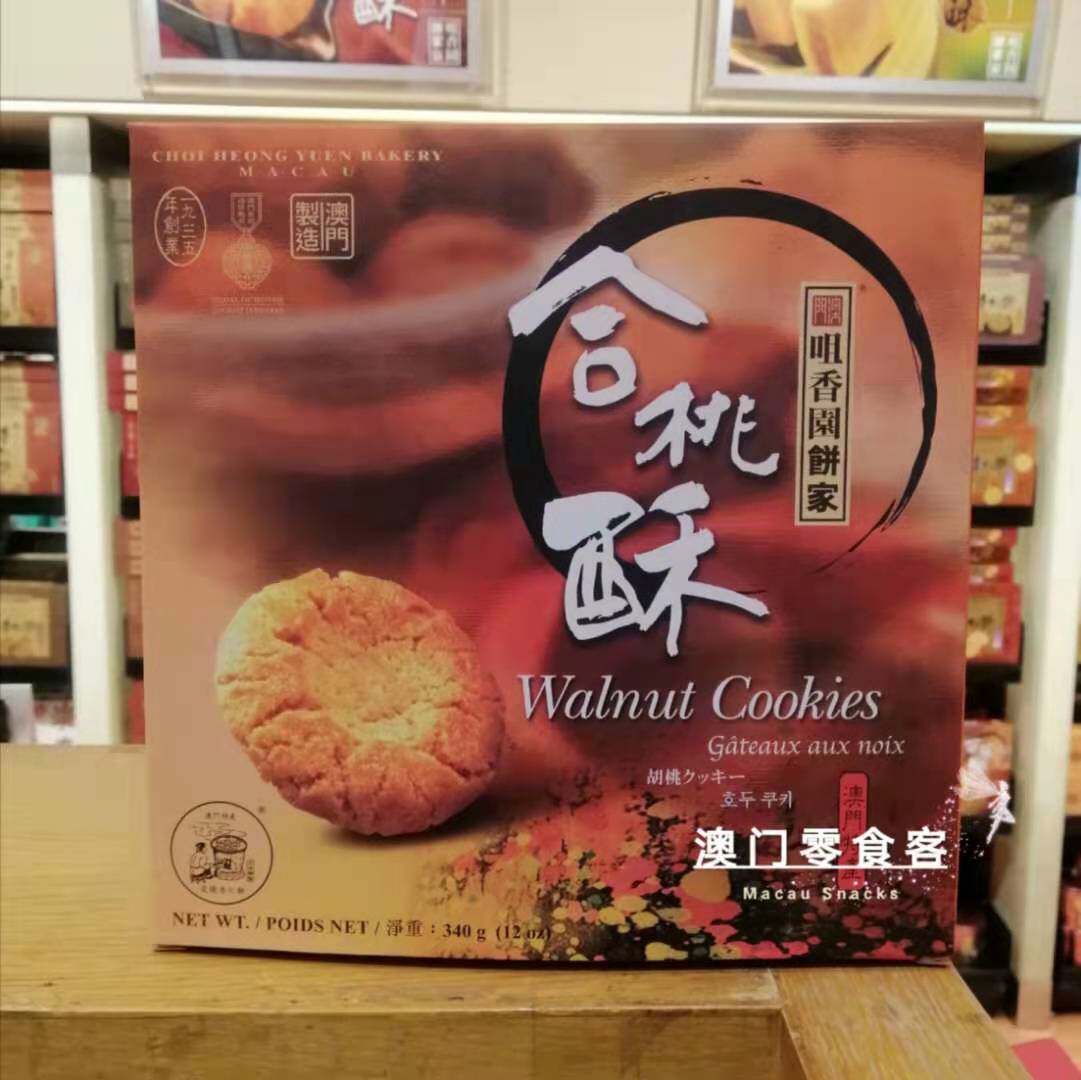 酥
CHOI HEONG YUEN BAKERY
MACAU
一九三五
年創業
澳門
製造
合桃酥
澳門
咀香園餅家
Walnut Cookies
Gâteaux aux noix
胡桃クッキー
호두 쿠키
澳门零食客
Macau Snacks
NET WT. / POIDS NET / 淨重：340 g (12 oz)